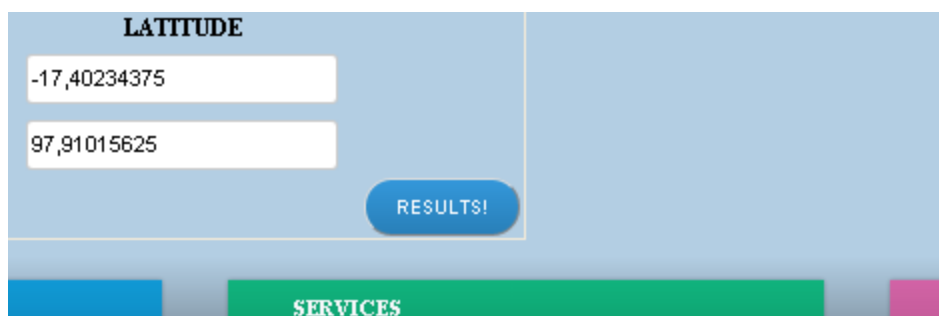 LATITUDE
-17,40234375
97,91015625
RESULTS!
SERVICES